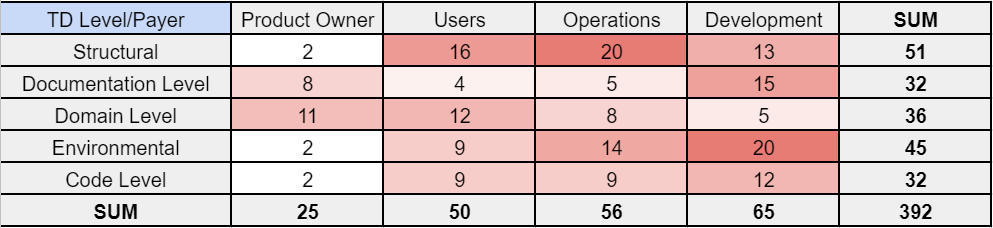 TD Level/Payer Product Owner Users Operations Development SUM
Structural 2 16 20 13 51
Documentation Level 8 4 5 15 32
Domain Level 11 12 8 5 36
Environmental 2 9 14 20 45
Code Level 2 9 9 12 32
SUM 25 50 56 65 392